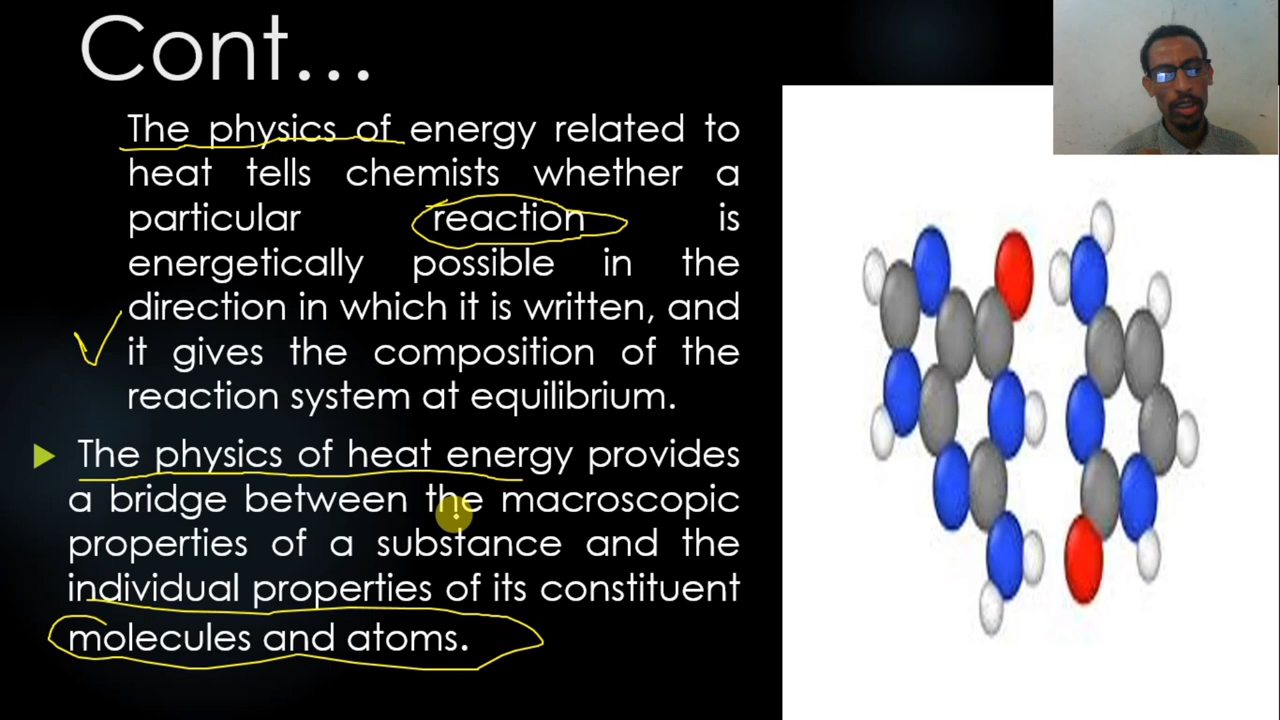 Cont…
The physics of energy related to
heat tells chemists whether a
particular reaction is
energetically possible in the
direction in which it is written, and
it gives the composition of the
reaction system at equilibrium.
The physics of heat energy provides
a bridge between the macroscopic
properties of a substance and the
individual properties of its constituent
molecules and atoms.